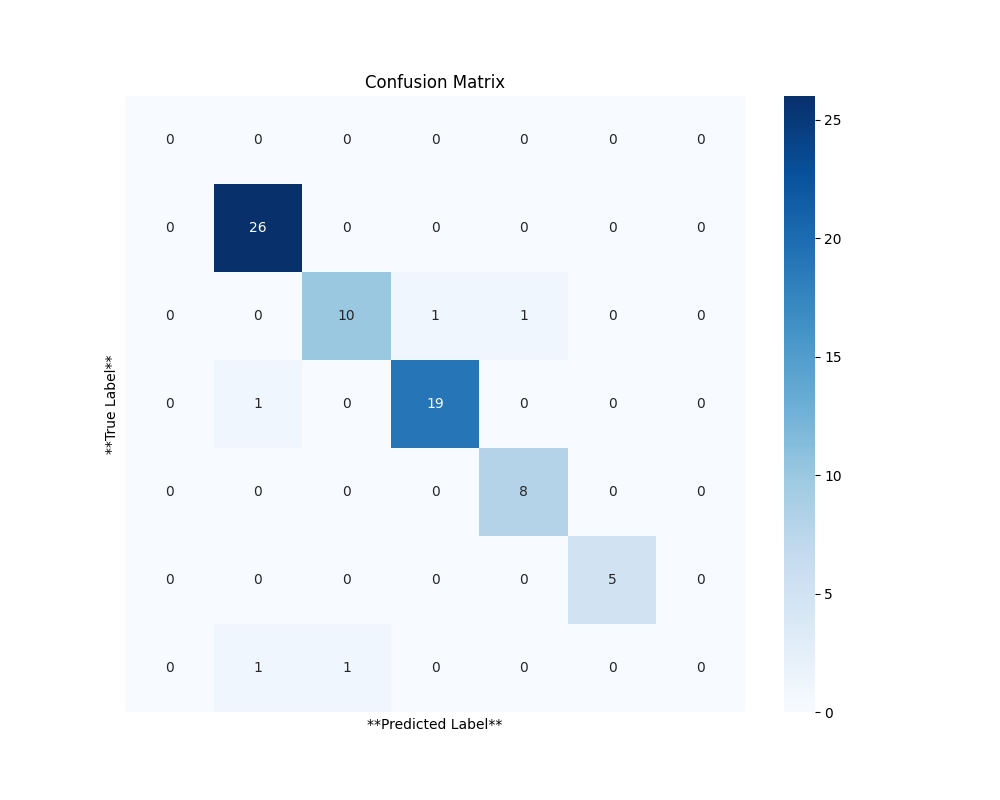 Confusion Matrix
0 0 0 0 0 0 0
0 26 0 0 0 0 0
0 0 10 1 1 0 0
0 1 0 19 0 0 0
0 0 0 0 8 0 0
0 0 0 0 0 5 0
0 1 1 0 0 0 0
**True Label**
**Predicted Label**
25
20
15
10
5
0